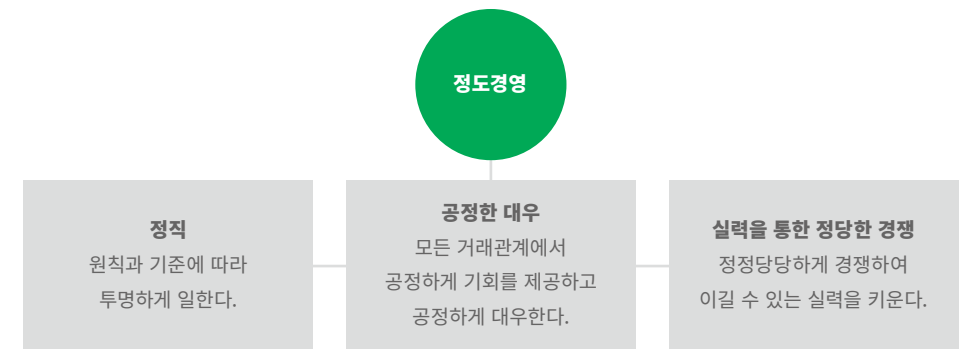 정도경영
정직
원칙과 기준에 따라
투명하게 일한다.
공정한 대우
모든 거래관계에서
공정하게 기회를 제공하고
공정하게 대우한다.
실력을 통한 정당한 경쟁
정정당당하게 경쟁하여
이길 수 있는 실력을 키운다.